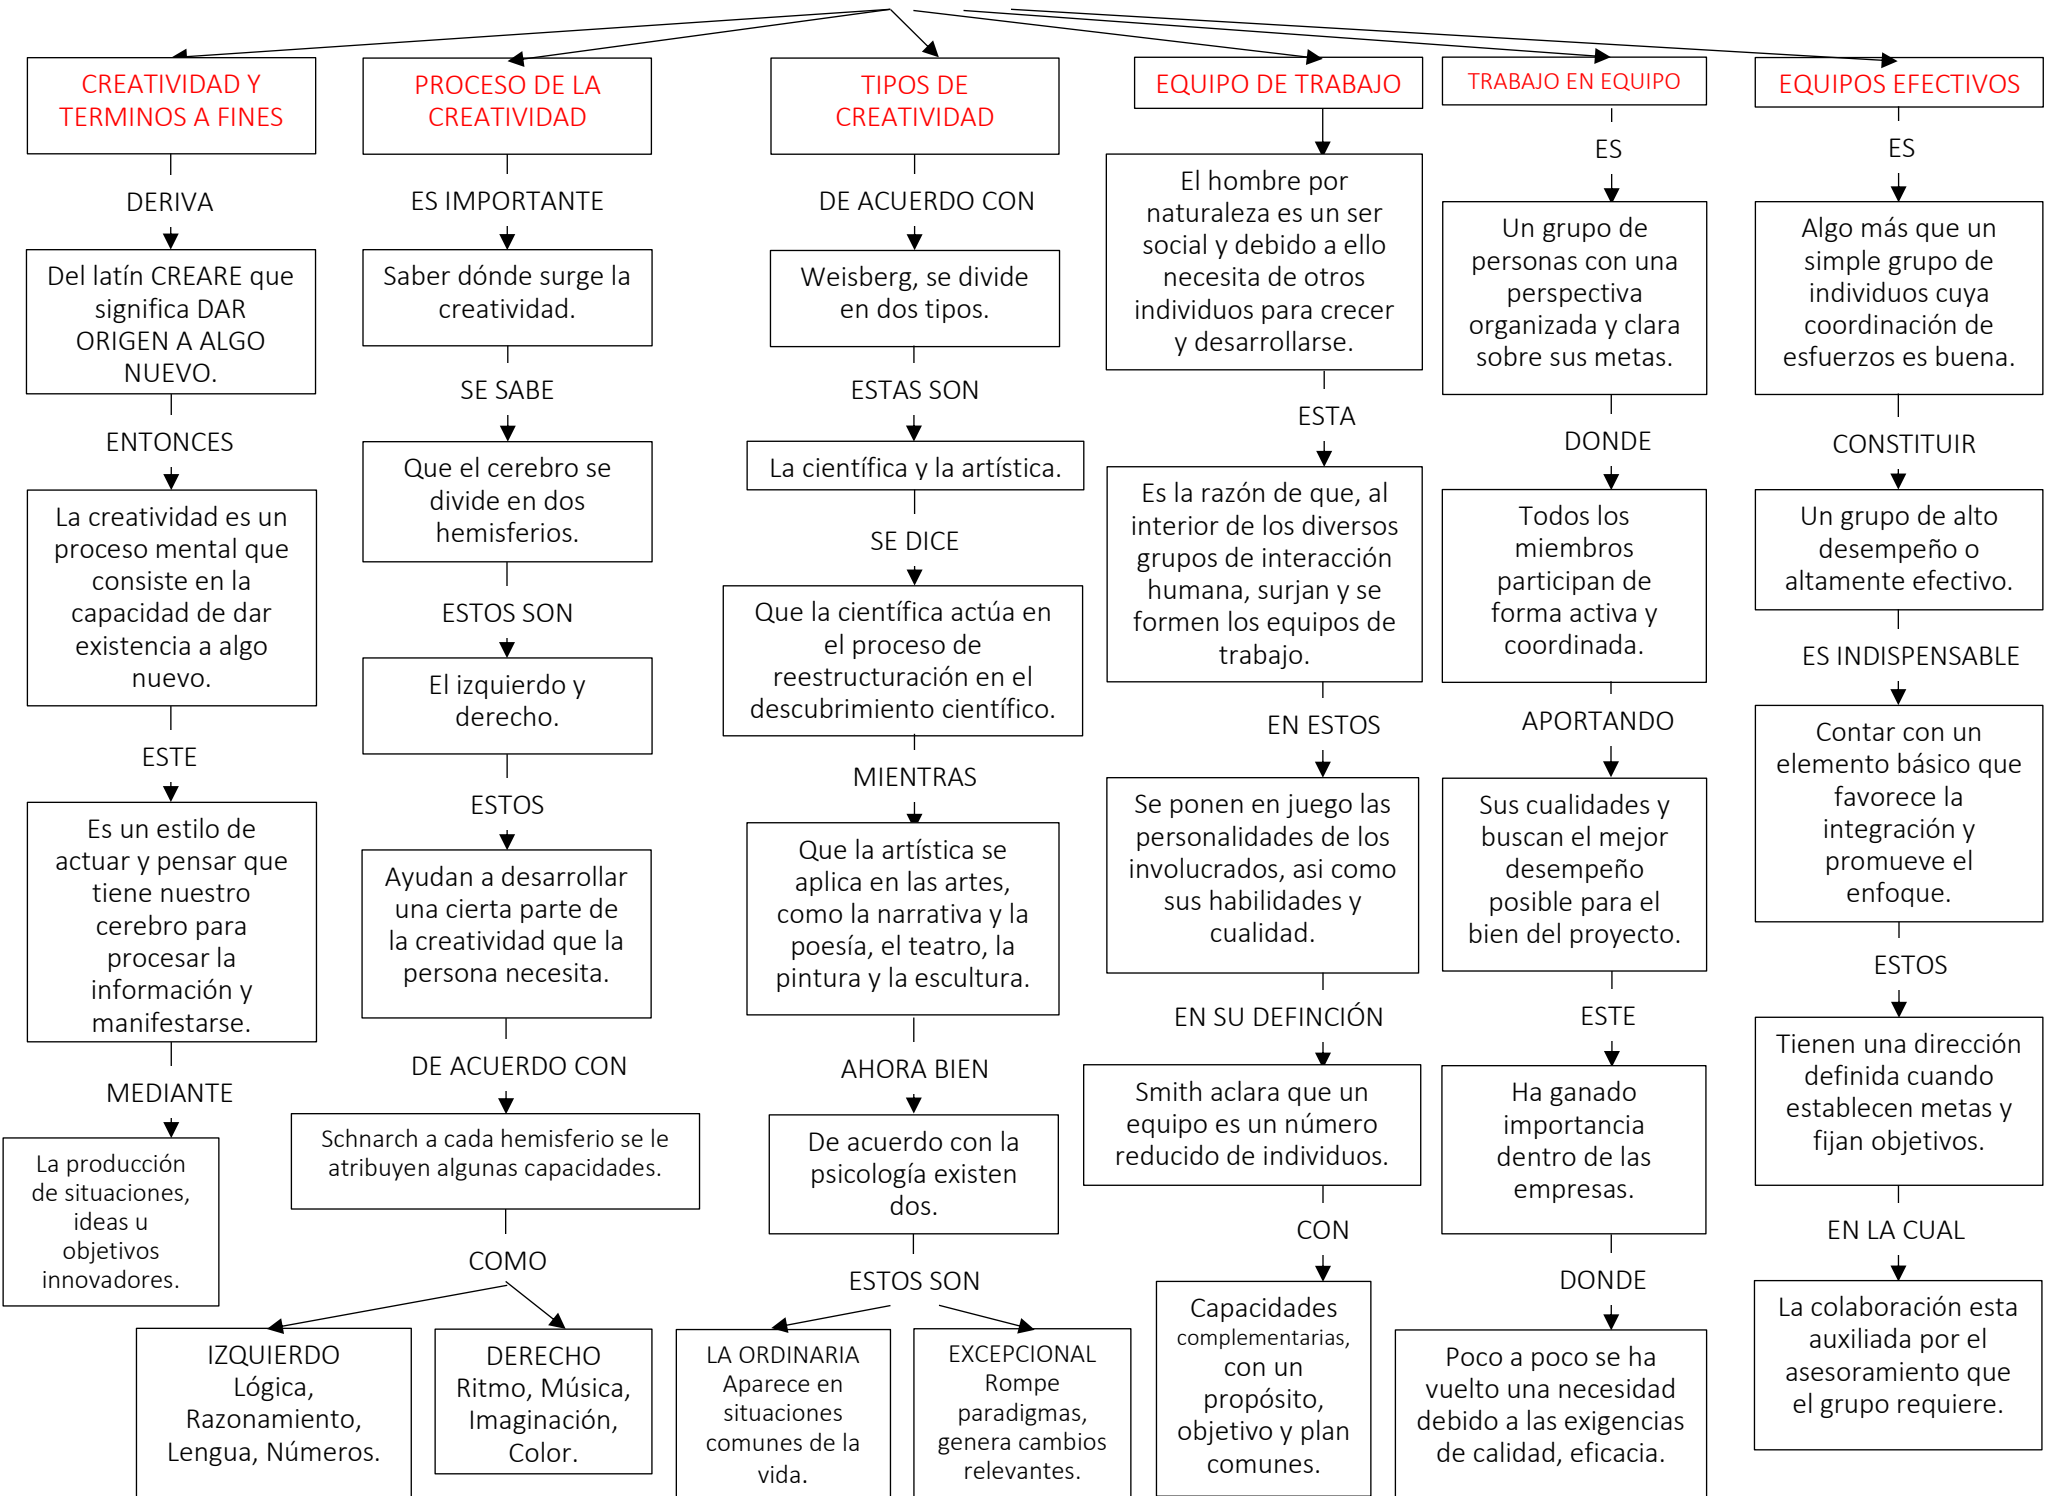 CREATIVIDAD Y
TERMINOS A FINES
DERIVA
Del latín CREARE que
significa DAR
ORIGEN A ALGO
NUEVO.
ENTONCES
La creatividad es un
proceso mental que
consiste en la
capacidad de dar
existencia a algo
nuevo.
ESTE
Es un estilo de
actuar y pensar que
tiene nuestro
cerebro para
procesar la
información y
manifestarse.
MEDIANTE
La producción
de situaciones,
ideas u
objetivos
innovadores.
PROCESO DE LA
CREATIVIDAD
ES IMPORTANTE
Saber dónde surge la
creatividad.
SE SABE
Que el cerebro se
divide en dos
hemisferios.
ESTOS SON
El izquierdo y
derecho.
ESTOS
Ayudan a desarrollar
una cierta parte de
la creatividad que la
persona necesita.
DE ACUERDO CON
Schnarch a cada hemisferio se le
atribuyen algunas capacidades.
COMO
IZQUIERDO
Lógica,
Razonamiento,
Lengua, Números.
DERECHO
Ritmo, Música,
Imaginación,
Color.
TIPOS DE
CREATIVIDAD
DE ACUERDO CON
Weisberg, se divide
en dos tipos.
ESTAS SON
La científica y la artística.
SE DICE
Que la científica actúa en
el proceso de
reestructuración en el
descubrimiento científico.
MIENTRAS
Que la artística se
aplica en las artes,
como la narrativa y la
poesía, el teatro, la
pintura y la escultura.
AHORA BIEN
De acuerdo con la
psicología existen
dos.
ESTOS SON
LA ORDINARIA
Aparece en
situaciones
comunes de la
vida.
EXCEPCIONAL
Rompe
paradigmas,
genera cambios
relevantes.
EQUIPO DE TRABAJO
El hombre por
naturaleza es un ser
social y debido a ello
necesita de otros
individuos para crecer
y desarrollarse.
ESTA
Es la razón de que, al
interior de los diversos
grupos de interacción
humana, surjan y se
formen los equipos de
trabajo.
EN ESTOS
Se ponen en juego las
personalidades de los
involucrados, asi como
sus habilidades y
cualidad.
EN SU DEFINCIÓN
Smith aclara que un
equipo es un número
reducido de individuos.
CON
Capacidades
complementarias,
con un
propósito,
objetivo y plan
comunes.
TRABAJO EN EQUIPO
ES
Un grupo de
personas con una
perspectiva
organizada y clara
sobre sus metas.
DONDE
Todos los
miembros
participan de
forma activa y
coordinada.
APORTANDO
Sus cualidades y
buscan el mejor
desempeño
posible para el
bien del proyecto.
ESTE
Ha ganado
importancia
dentro de las
empresas.
DONDE
Poco a poco se ha
vuelto una necesidad
debido a las exigencias
de calidad, eficacia.
EQUIPOS EFECTIVOS
ES
Algo más que un
simple grupo de
individuos cuya
coordinación de
esfuerzos es buena.
CONSTITUIR
Un grupo de alto
desempeño o
altamente efectivo.
ES INDISPENSABLE
Contar con un
elemento básico que
favorece la
integración y
promueve el
enfoque.
ESTOS
Tienen una dirección
definida cuando
establecen metas y
fijan objetivos.
EN LA CUAL
La colaboración esta
auxiliada por el
asesoramiento que
el grupo requiere.